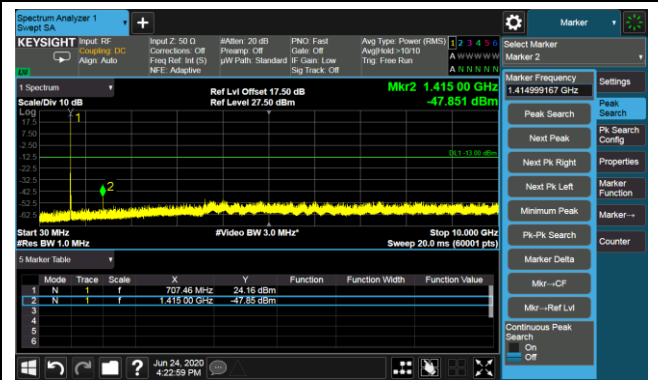 Spectrum Analyzer 1
Swept SA
Marker
KEYSIGHT
Input: RF
Coupling: DC
Align: Auto
Input Z: 50 Ω
Corrections: Off
Freq Ref: Int (S)
NFE: Adaptive
#Atten: 20 dB
Preamp: Off
µW Path: Standard
PNO: Fast
Gate: Off
IF Gain: Low
Sig Track: Off
Avg Type: Power (RMS)
Avg|Hold:>10/10
Trig: Free Run
1 2 3 4 5 6
A W W W W W
A N N N N N
Select Marker
Marker 2
1 Spectrum
Scale/Div 10 dB
Ref Lvl Offset 17.50 dB
Ref Level 27.50 dBm
Mkr2 1.415 00 GHz
-47.851 dBm
Log
17.5
7.50
-2.50
-12.5
-22.5
-32.5
-42.5
-52.5
-62.5
1
2
DL1 -13.00 dBm
Start 30 MHz
#Res BW 1.0 MHz
#Video BW 3.0 MHz*
Stop 10.000 GHz
Sweep 20.0 ms (60001 pts)
5 Marker Table
Mode Trace Scale X Y Function Function Width Function Value
1 N 1 f 707.46 MHz 24.16 dBm
2 N 1 f 1.415 00 GHz -47.85 dBm
3
4
5
6
Marker Frequency
1.414999167 GHz
Peak Search
Next Peak
Next Pk Right
Next Pk Left
Minimum Peak
Pk-Pk Search
Marker Delta
Mkr→CF
Mkr→Ref Lvl
Continuous Peak
Search
On
Off
Settings
Peak
Search
Pk Search
Config
Properties
Marker
Function
Marker→
Counter
?
Jun 24, 2020
4:22:59 PM